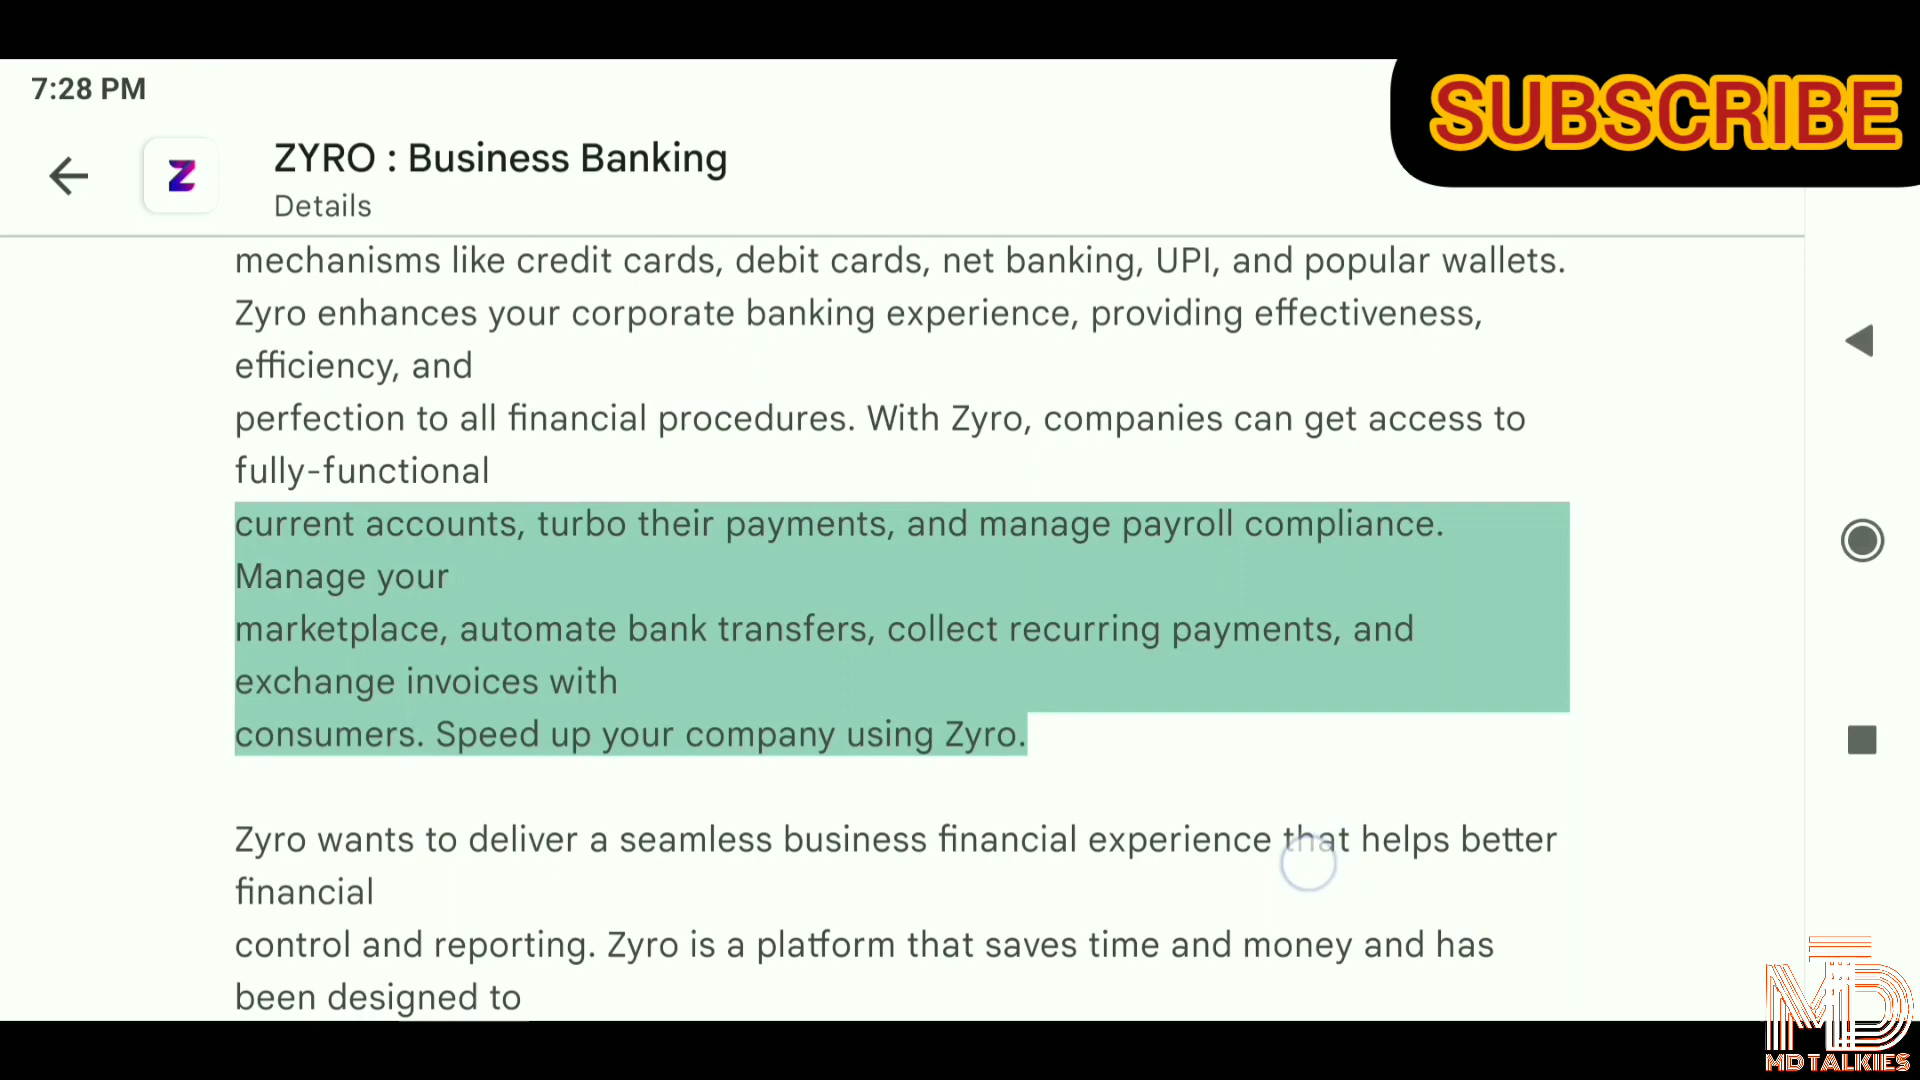 7:28 PM
SUBSCRIBE
Z
ZYRO : Business Banking
Details
mechanisms like credit cards, debit cards, net banking, UPI, and popular wallets.
Zyro enhances your corporate banking experience, providing effectiveness,
efficiency, and
perfection to all financial procedures. With Zyro, companies can get access to
fully-functional
current accounts, turbo their payments, and manage payroll compliance.
Manage your
marketplace, automate bank transfers, collect recurring payments, and
exchange invoices with
consumers. Speed up your company using Zyro.
Zyro wants to deliver a seamless business financial experience that helps better
financial
control and reporting. Zyro is a platform that saves time and money and has
been designed to
MD
MD TALKIES